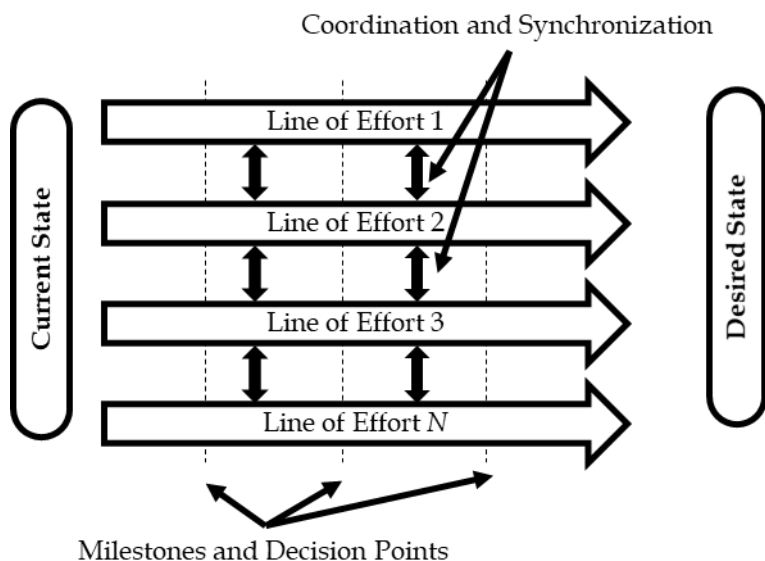 Coordination and Synchronization
Current State
Line of Effort 1
Line of Effort 2
Line of Effort 3
Line of Effort N
Desired State
Milestones and Decision Points